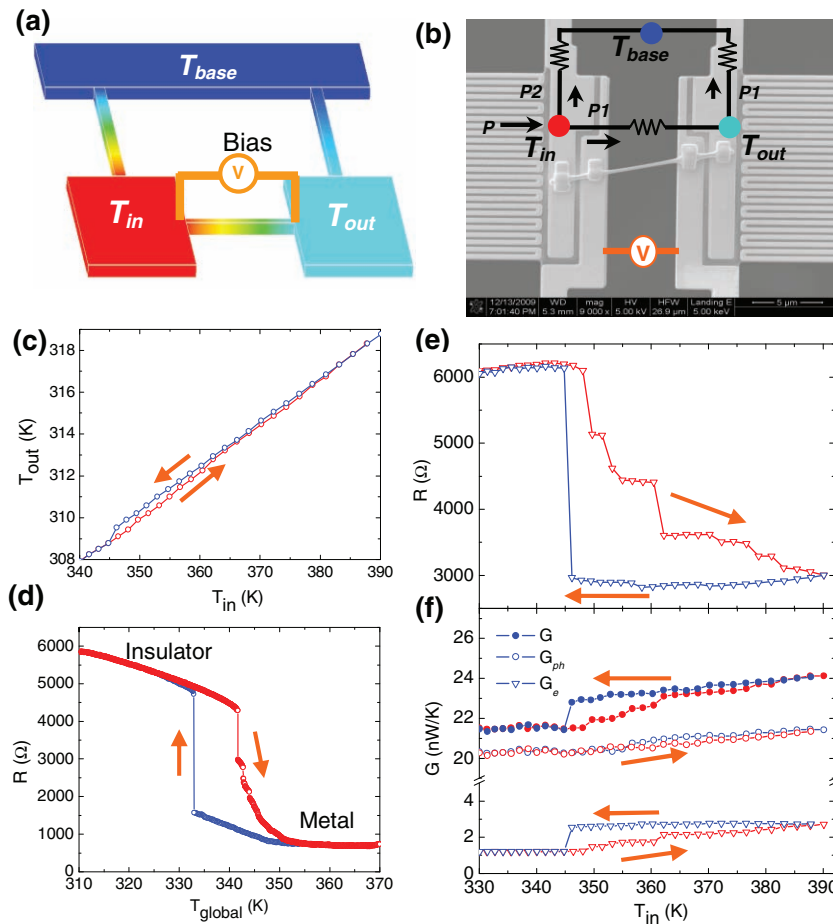 (a)
T_base
Bias
V
T_in
T_out
(b)
T_base
P2
P1
P1
P
T_in
T_out
V
12/13/2009 WD mag HV HFW Landing E
7:01:40 PM 5.3 mm 9 000 x 5.00 kV 26.9 µm 5.00 keV
5 µm
(c)
318
316
314
312
310
308
T_out (K)
340 350 360 370 380 390
T_in (K)
(d)
6000
5000
4000
3000
2000
1000
0
R (Ω)
Insulator
Metal
310 320 330 340 350 360 370
T_global (K)
(e)
6000
4500
3000
R (Ω)
(f)
26
24
22
20
4
2
0
G (nW/K)
G
G_ph
G_e
330 340 350 360 370 380 390
T_in (K)